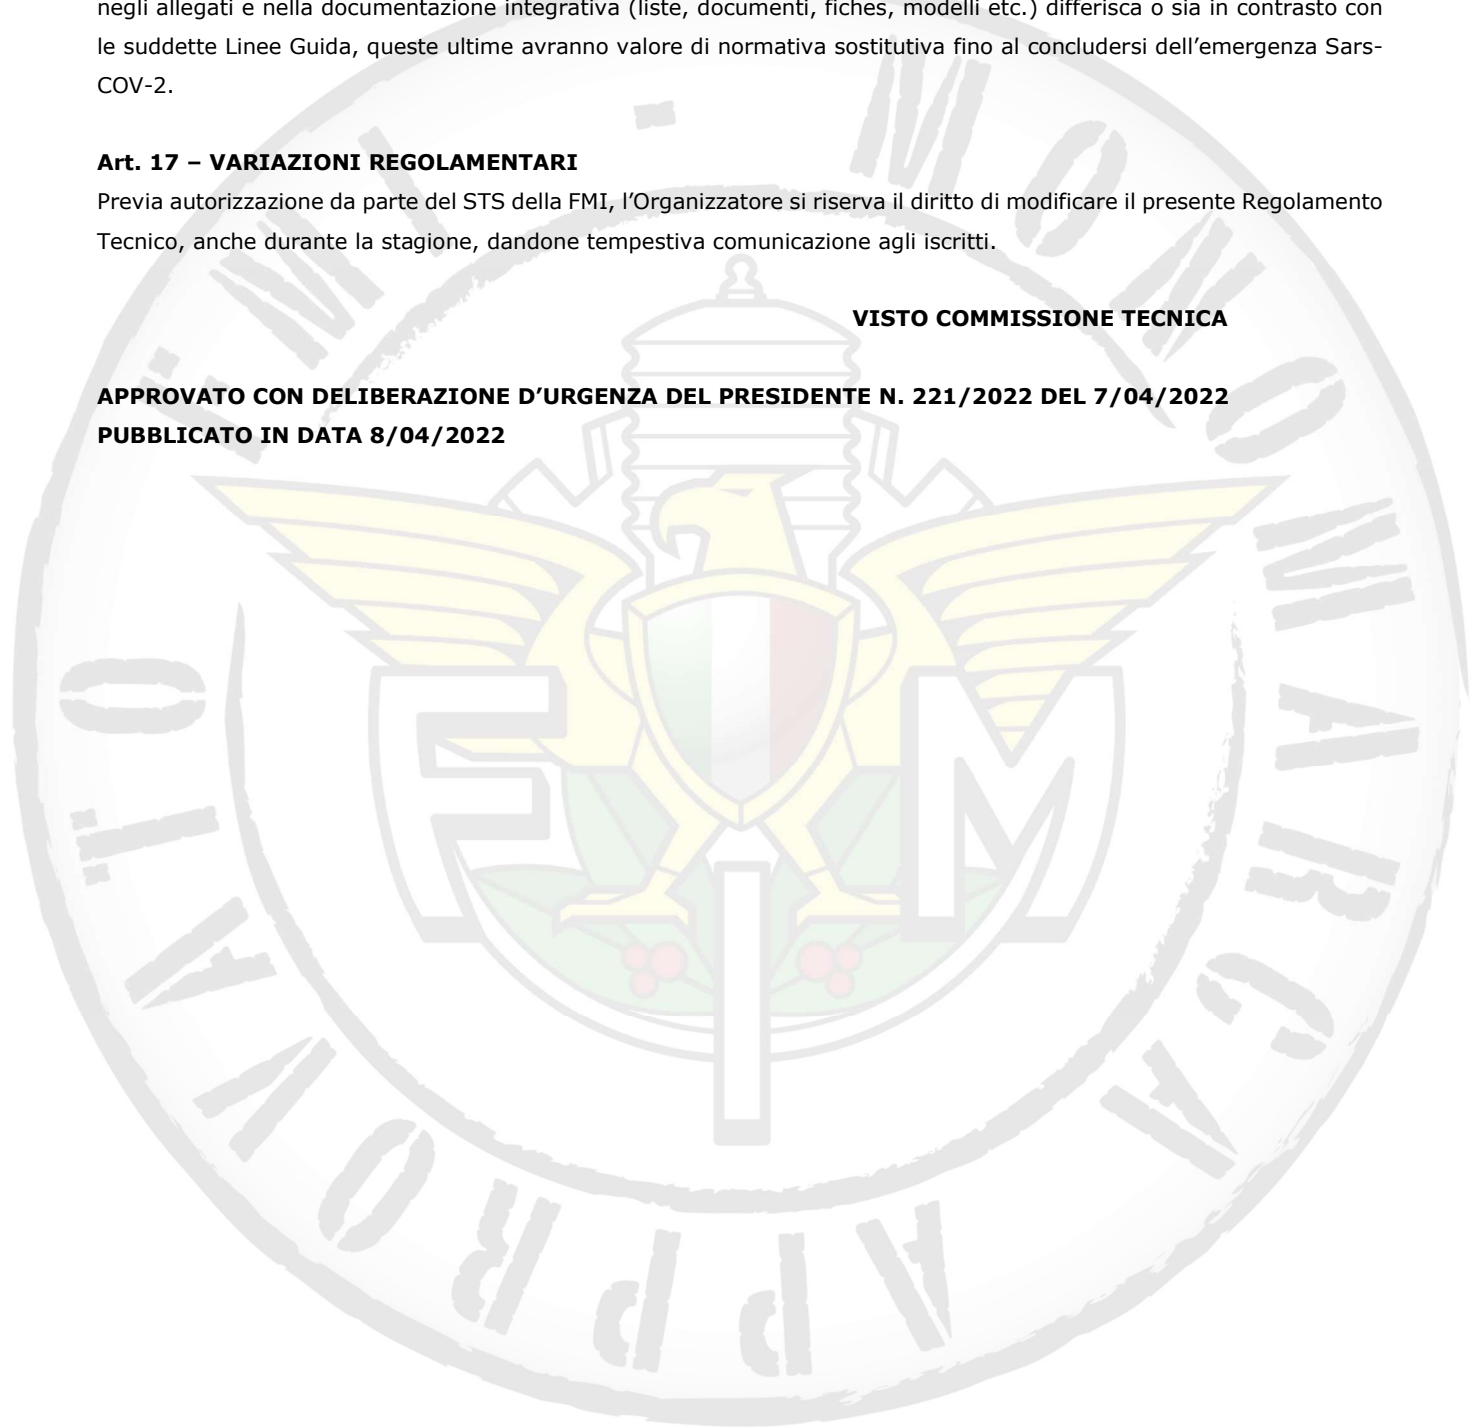 negli allegati e nella documentazione integrativa (liste, documenti, fiches, modelli etc.) differisca o sia in contrasto con
le suddette Linee Guida, queste ultime avranno valore di normativa sostitutiva fino al concludersi dell’emergenza Sars-
COV-2.
Art. 17 – VARIAZIONI REGOLAMENTARI
Previa autorizzazione da parte del STS della FMI, l’Organizzatore si riserva il diritto di modificare il presente Regolamento
Tecnico, anche durante la stagione, dandone tempestiva comunicazione agli iscritti.
VISTO COMMISSIONE TECNICA
APPROVATO CON DELIBERAZIONE D’URGENZA DEL PRESIDENTE N. 221/2022 DEL 7/04/2022
PUBBLICATO IN DATA 8/04/2022
FMI - MONOMARCA APPROVATO
FMI